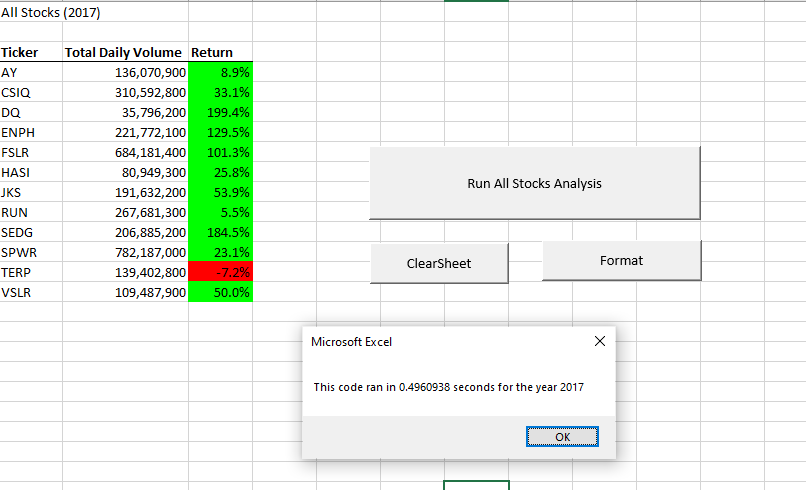 All Stocks (2017)
Ticker Total Daily Volume Return
AY 136,070,900 8.9%
CSIQ 310,592,800 33.1%
DQ 35,796,200 199.4%
ENPH 221,772,100 129.5%
FSLR 684,181,400 101.3%
HASI 80,949,300 25.8%
JKS 191,632,200 53.9%
RUN 267,681,300 5.5%
SEDG 206,885,200 184.5%
SPWR 782,187,000 23.1%
TERP 139,402,800 -7.2%
VSLR 109,487,900 50.0%
Run All Stocks Analysis
ClearSheet
Format
Microsoft Excel
This code ran in 0.4960938 seconds for the year 2017
OK